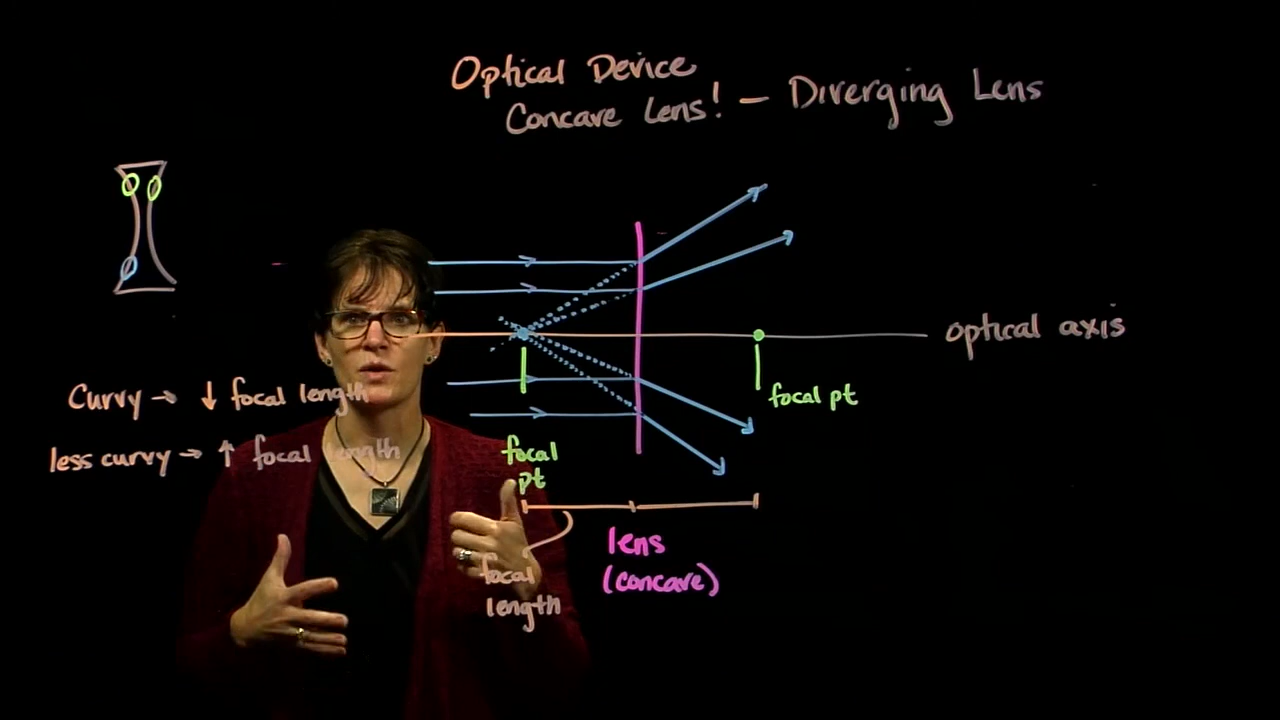 Optical Device
Concave Lens! — Diverging Lens
optical axis
Curvy → ↓ focal length
focal pt
less curvy → ↑ focal length
focal
pt
lens
(concave)
focal
length